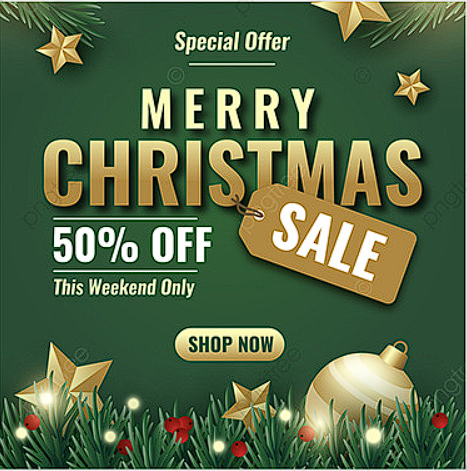 Special Offer
MERRY
CHRISTMAS
SALE
50% OFF
This Weekend Only
SHOP NOW